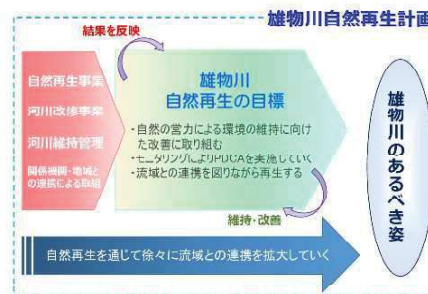 雄物川自然再生計画
結果を反映
自然再生事業
河川改修事業
河川維持管理
関係機関・地域と
の連携による取組
雄物川
自然再生の目標
・自然の営力による環境の維持に向け
た改善に取り組む
・モニタリングによりPDCAを実施していく
・流域との連携を図りながら再生する
維持・改善
雄物川のあるべき姿
自然再生を通じて徐々に流域との連携を拡大していく